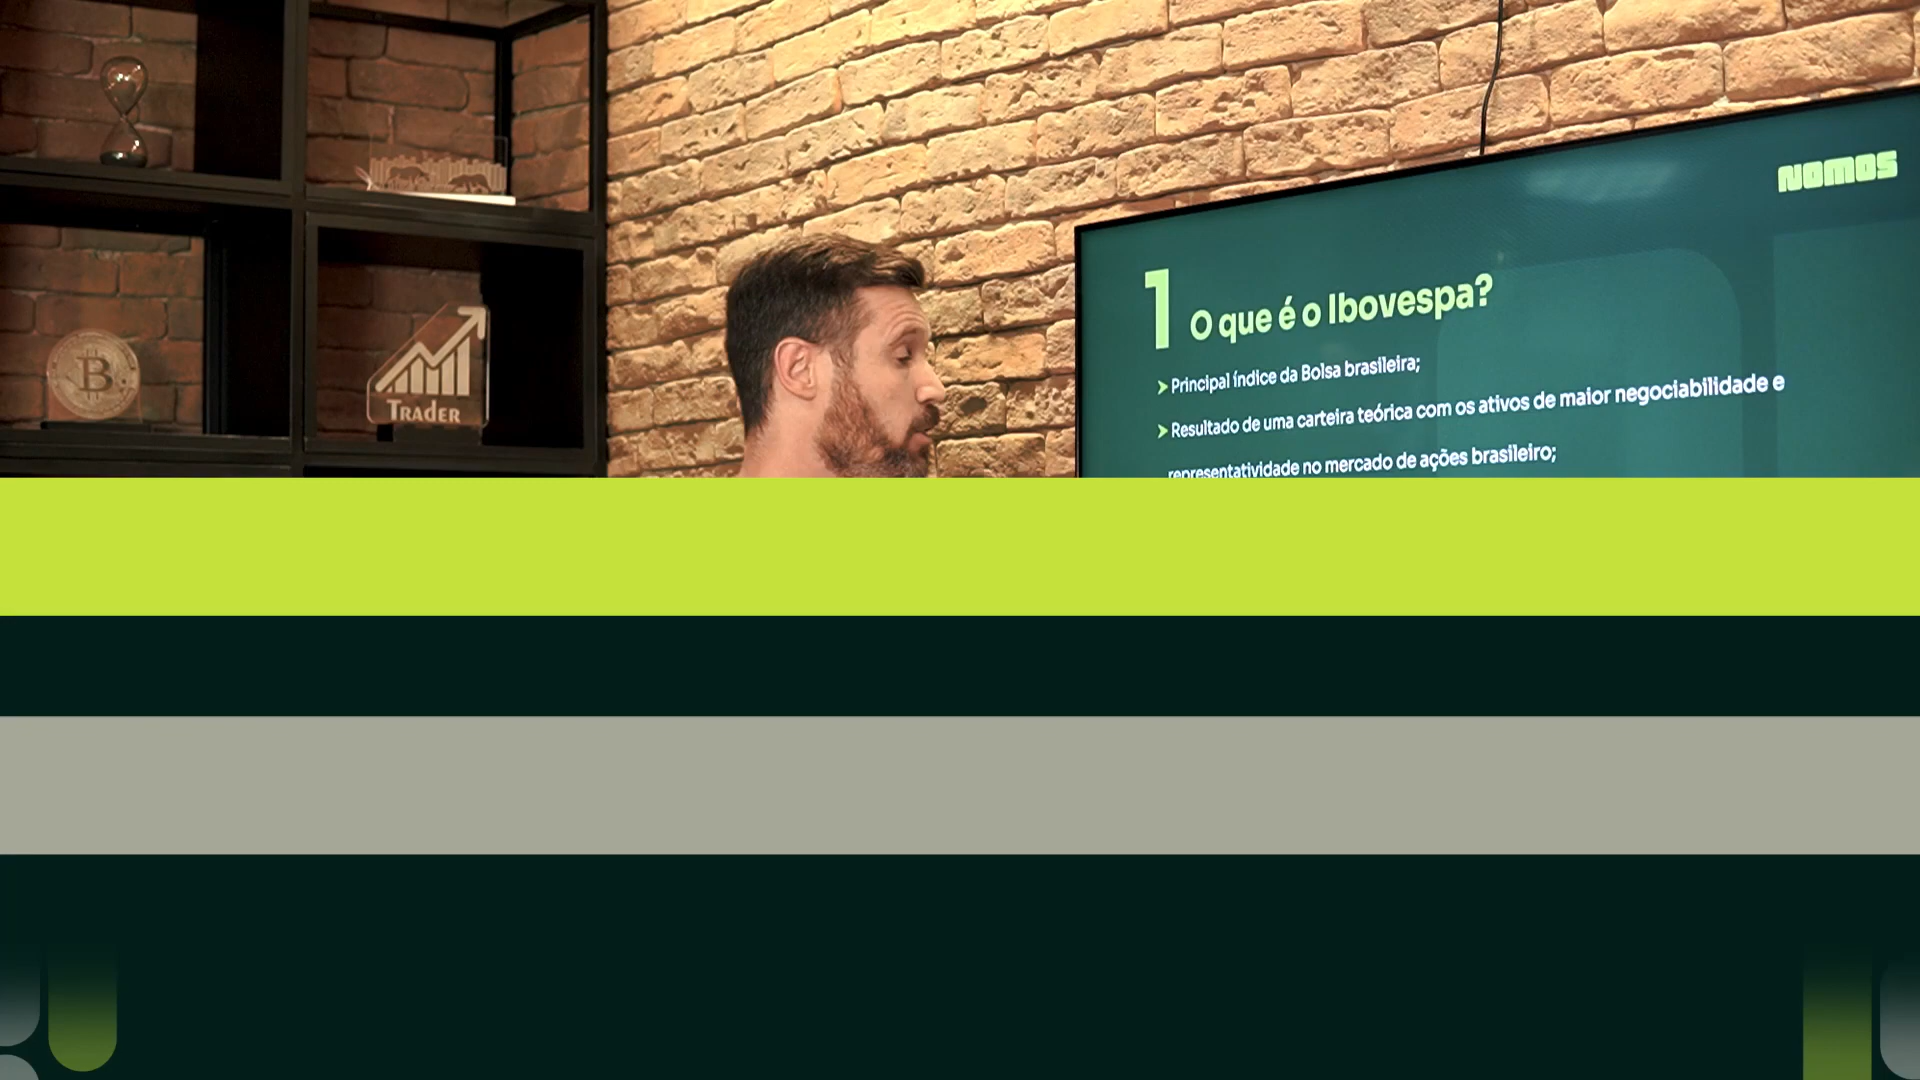 NOMOS
1 O que é o Ibovespa?
➤ Principal índice da Bolsa brasileira;
➤ Resultado de uma carteira teórica com os ativos de maior negociabilidade e
representatividade no mercado de ações brasileiro;
B
TRADER